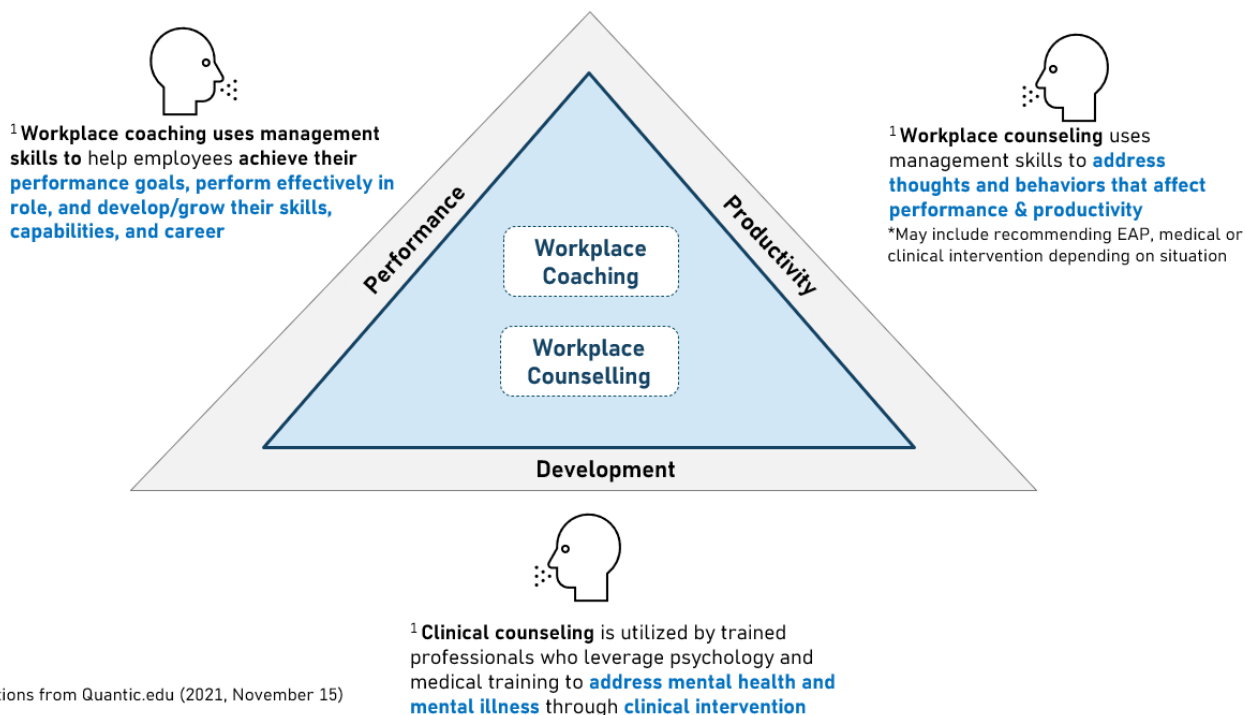 ¹ Workplace coaching uses management
skills to help employees achieve their
performance goals, perform effectively in
role, and develop/grow their skills,
capabilities, and career
¹ Workplace counseling uses
management skills to address
thoughts and behaviors that affect
performance & productivity
*May include recommending EAP, medical or
clinical intervention depending on situation
Performance
Productivity
Workplace
Coaching
Workplace
Counselling
Development
¹ Clinical counseling is utilized by trained
professionals who leverage psychology and
medical training to address mental health and
mental illness through clinical intervention
tions from Quantic.edu (2021, November 15)